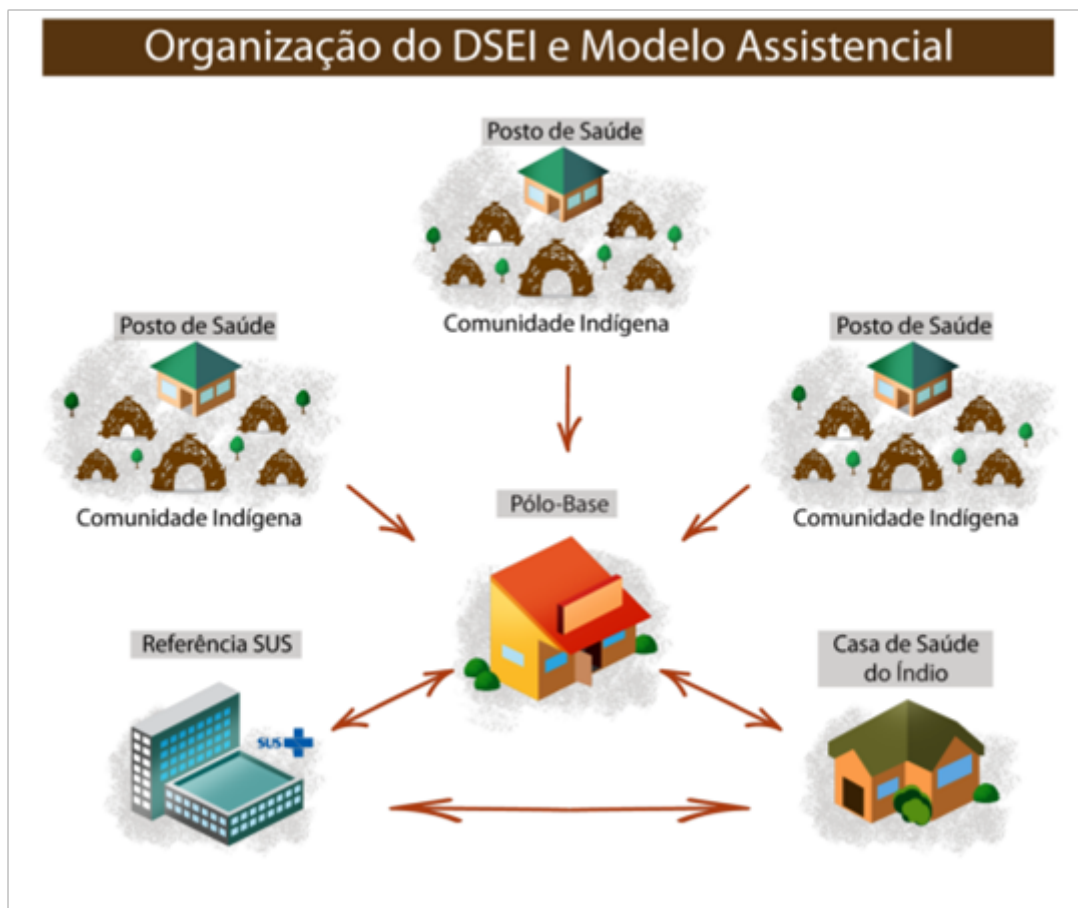 Organização do DSEI e Modelo Assistencial
Posto de Saúde
Comunidade Indígena
Posto de Saúde
Comunidade Indígena
Posto de Saúde
Comunidade Indígena
Pólo-Base
Referência SUS
SUS
Casa de Saúde
do Índio